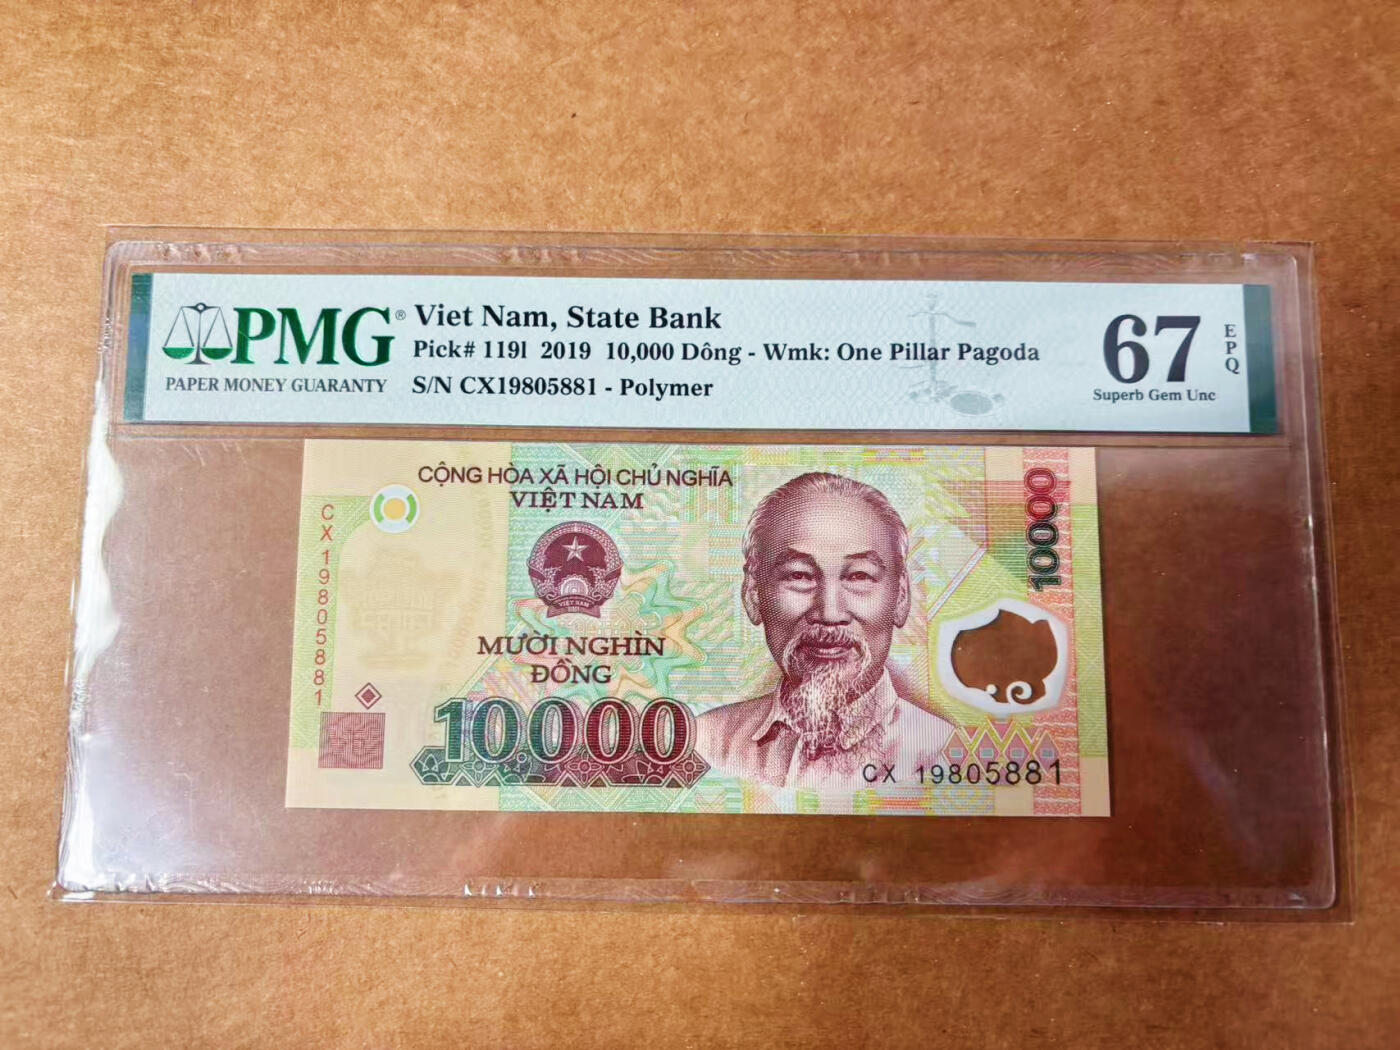 PMG®
PAPER MONEY GUARANTY
Viet Nam, State Bank
Pick# 119l 2019 10,000 Dông - Wmk: One Pillar Pagoda
S/N CX19805881 - Polymer
67
EPQ
Superb Gem Unc
CỘNG HÒA XÃ HỘI CHỦ NGHĨA
VIỆT NAM
CX 19805881
VIET NAM
MƯỜI NGHÌN
ĐỒNG
10000
10000
CX 19805881